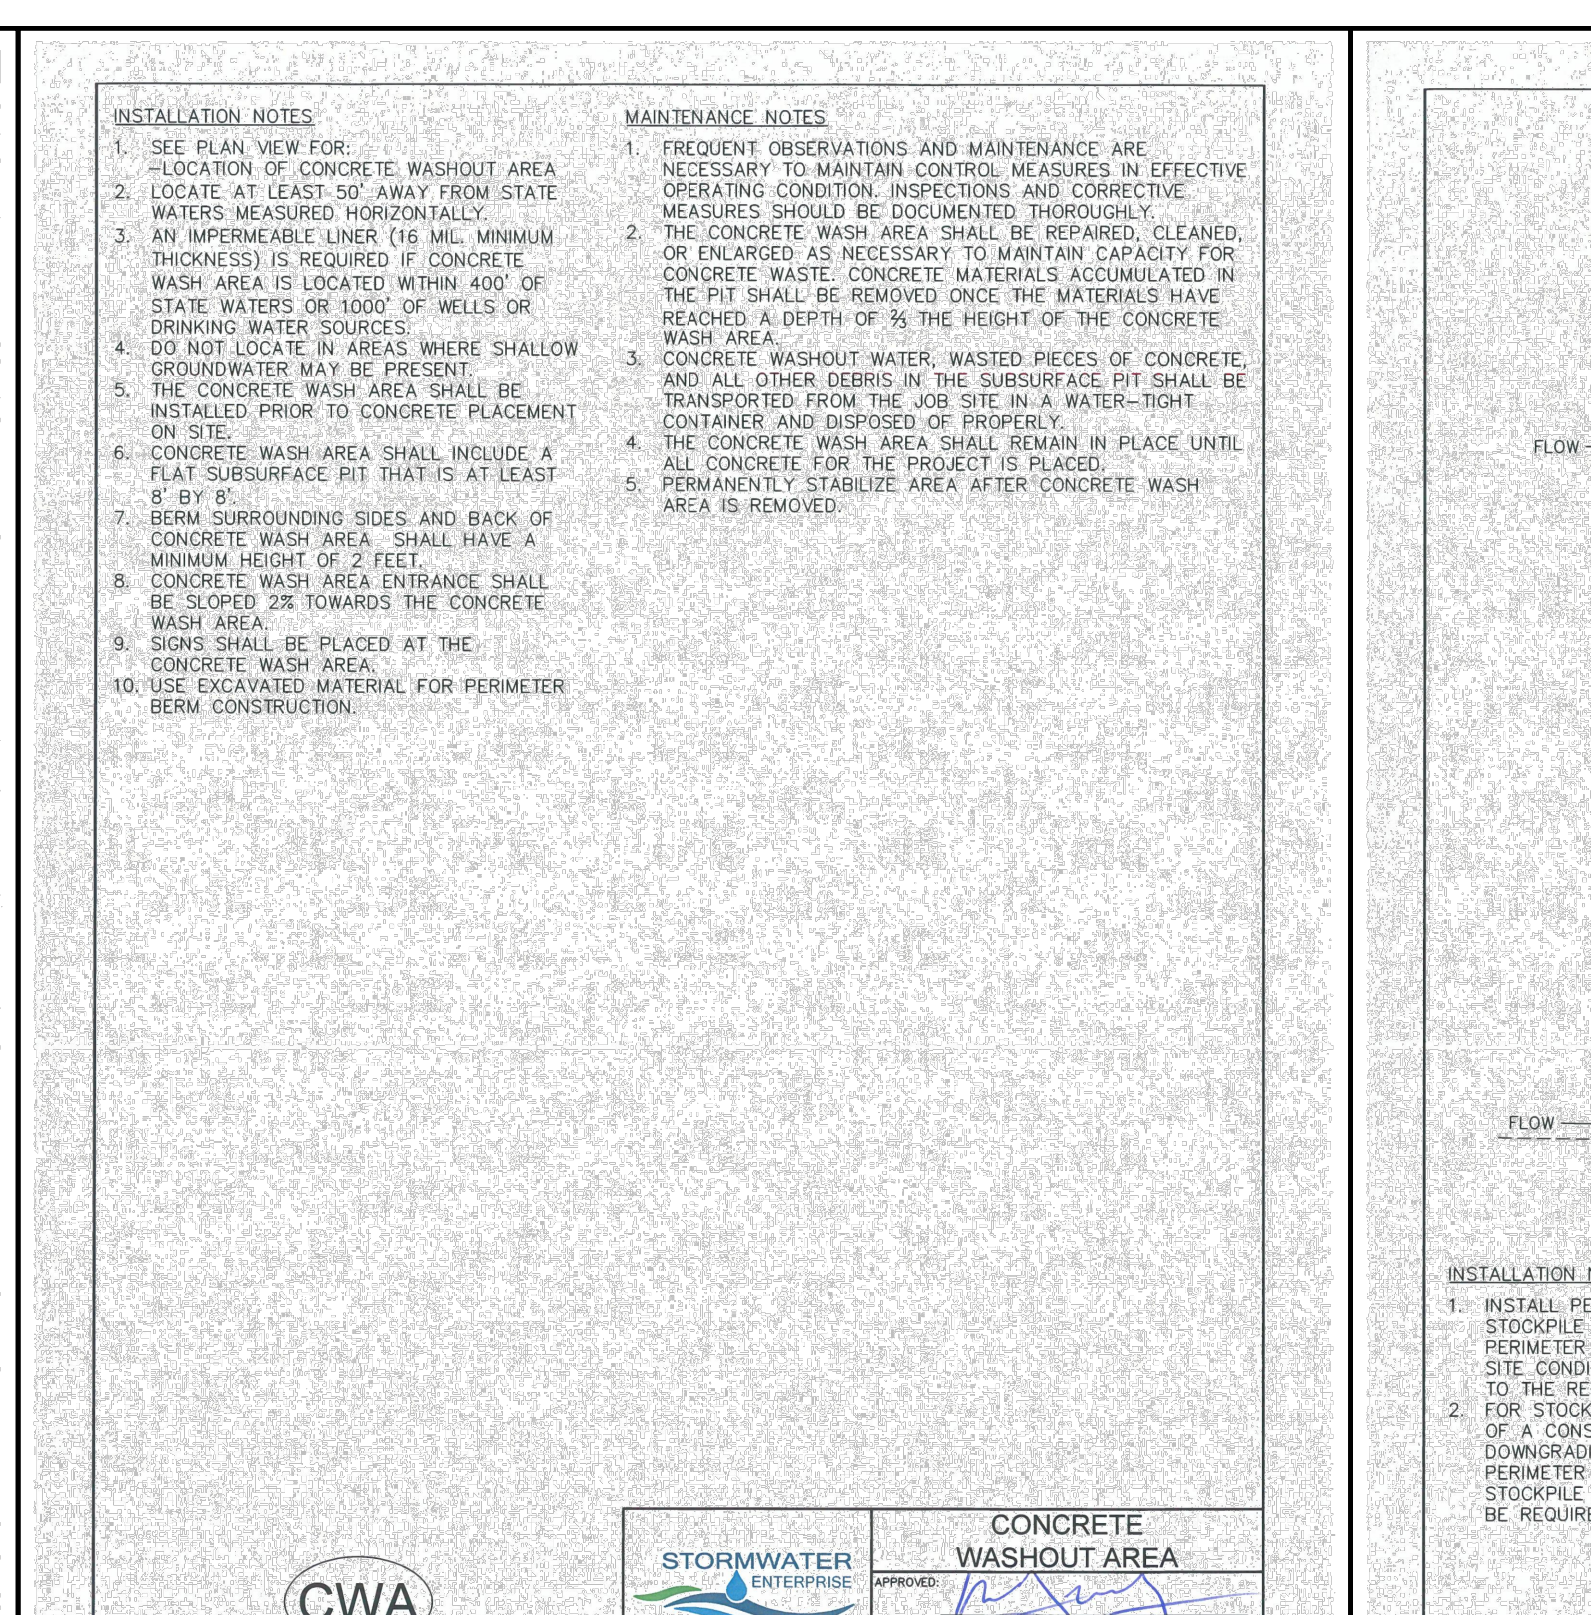 INSTALLATION NOTES
1. SEE PLAN VIEW FOR:
-LOCATION OF CONCRETE WASHOUT AREA
2. LOCATE AT LEAST 50' AWAY FROM STATE
WATERS MEASURED HORIZONTALLY.
3. AN IMPERMEABLE LINER (16 MIL. MINIMUM
THICKNESS) IS REQUIRED IF CONCRETE
WASH AREA IS LOCATED WITHIN 400' OF
STATE WATERS OR 1000' OF WELLS OR
DRINKING WATER SOURCES.
4. DO NOT LOCATE IN AREAS WHERE SHALLOW
GROUNDWATER MAY BE PRESENT.
5. THE CONCRETE WASH AREA SHALL BE
INSTALLED PRIOR TO CONCRETE PLACEMENT
ON SITE.
6. CONCRETE WASH AREA SHALL INCLUDE A
FLAT SUBSURFACE PIT THAT IS AT LEAST
8' BY 8'.
7. BERM SURROUNDING SIDES AND BACK OF
CONCRETE WASH AREA SHALL HAVE A
MINIMUM HEIGHT OF 2 FEET.
8. CONCRETE WASH AREA ENTRANCE SHALL
BE SLOPED 2% TOWARDS THE CONCRETE
WASH AREA.
9. SIGNS SHALL BE PLACED AT THE
CONCRETE WASH AREA.
10. USE EXCAVATED MATERIAL FOR PERIMETER
BERM CONSTRUCTION.
MAINTENANCE NOTES
1. FREQUENT OBSERVATIONS AND MAINTENANCE ARE
NECESSARY TO MAINTAIN CONTROL MEASURES IN EFFECTIVE
OPERATING CONDITION. INSPECTIONS AND CORRECTIVE
MEASURES SHOULD BE DOCUMENTED THOROUGHLY.
2. THE CONCRETE WASH AREA SHALL BE REPAIRED, CLEANED,
OR ENLARGED AS NECESSARY TO MAINTAIN CAPACITY FOR
CONCRETE WASTE. CONCRETE MATERIALS ACCUMULATED IN
THE PIT SHALL BE REMOVED ONCE THE MATERIALS HAVE
REACHED A DEPTH OF ⅔ THE HEIGHT OF THE CONCRETE
WASH AREA.
3. CONCRETE WASHOUT WATER, WASTED PIECES OF CONCRETE,
AND ALL OTHER DEBRIS IN THE SUBSURFACE PIT SHALL BE
TRANSPORTED FROM THE JOB SITE IN A WATER-TIGHT
CONTAINER AND DISPOSED OF PROPERLY.
4. THE CONCRETE WASH AREA SHALL REMAIN IN PLACE UNTIL
ALL CONCRETE FOR THE PROJECT IS PLACED.
5. PERMANENTLY STABILIZE AREA AFTER CONCRETE WASH
AREA IS REMOVED.
CWA
STORMWATER
ENTERPRISE
CONCRETE
WASHOUT AREA
APPROVED:
FLOW
FLOW
INSTALLATION
1. INSTALL
STOCKPILE
PERIMETER
SITE
TO THE
2. FOR
OF A
PERIMETER
STOCKPILE
BE